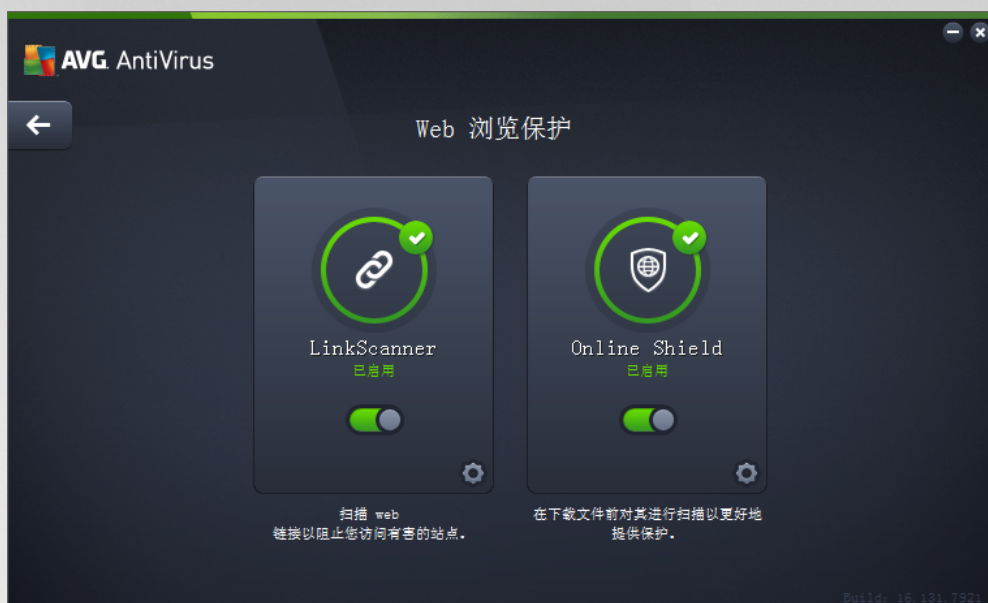 AVG. AntiVirus
Web 浏览保护
LinkScanner
已启用
扫描 web
链接以阻止您访问有害的站点.
Online Shield
已启用
在下载文件前对其进行扫描以更好地
提供保护.
Build: 16.131.7921